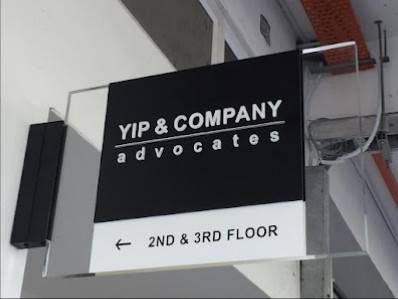 YIP & COMPANY
advocates
← 2ND & 3RD FLOOR